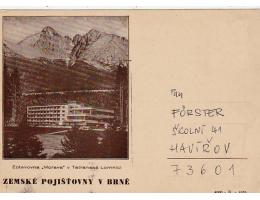 Zotavovna „Morava" v Tatranské Lomnici
ZEMSKÉ POJIŠŤOVNY V BRNĚ
FÖRSTER
ŠKOLNÍ 41
HAVÍŘOV
73601